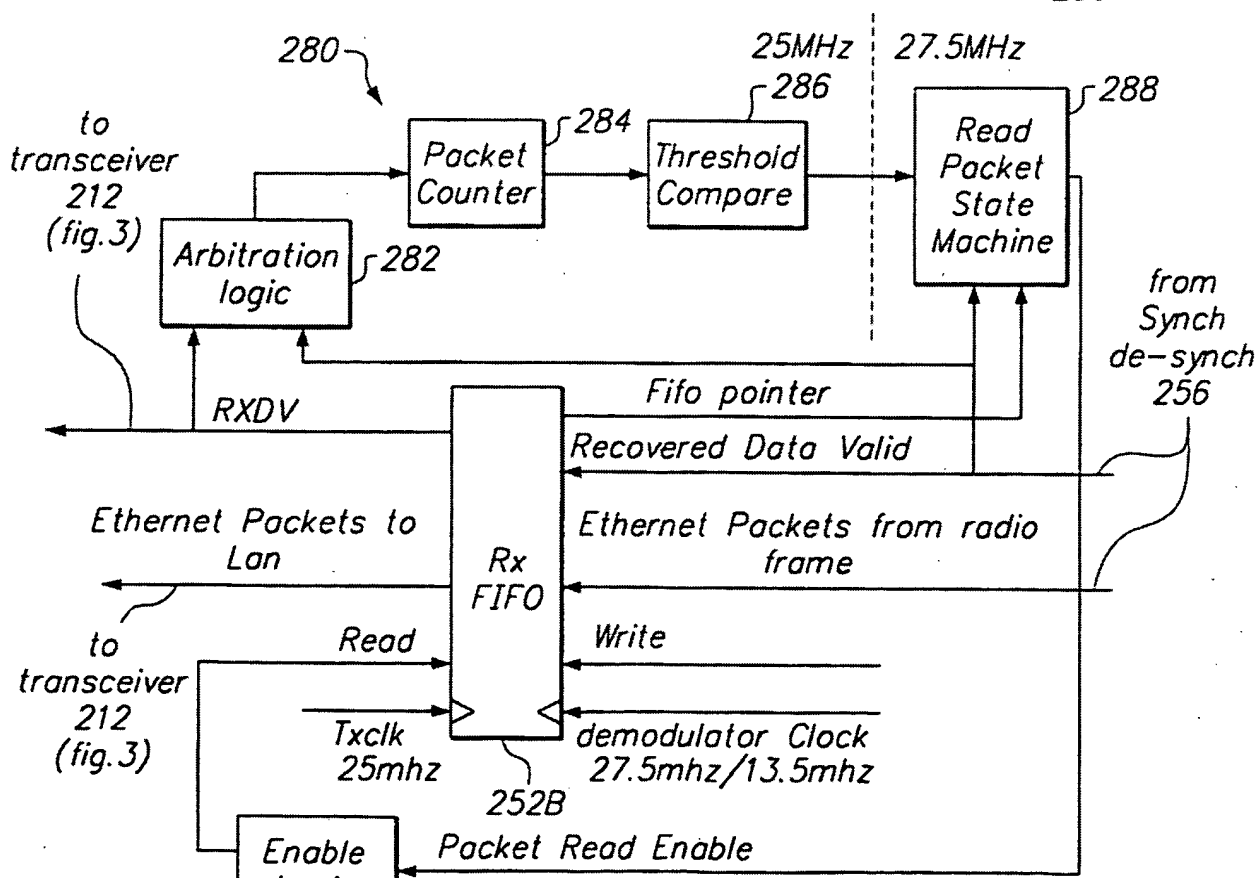 280
25MHz
27.5MHz
286
288
to
transceiver
212
(fig.3)
284
Packet
Counter
Threshold
Compare
Read
Packet
State
Machine
Arbitration
logic
282
from
Synch
de-synch
256
RXDV
Fifo pointer
Recovered Data Valid
Ethernet Packets to
Lan
Rx
FIFO
Ethernet Packets from radio
frame
to
transceiver
212
(fig.3)
Read
Write
Txclk
25mhz
demodulator Clock
27.5mhz/13.5mhz
252B
Enable
Packet Read Enable